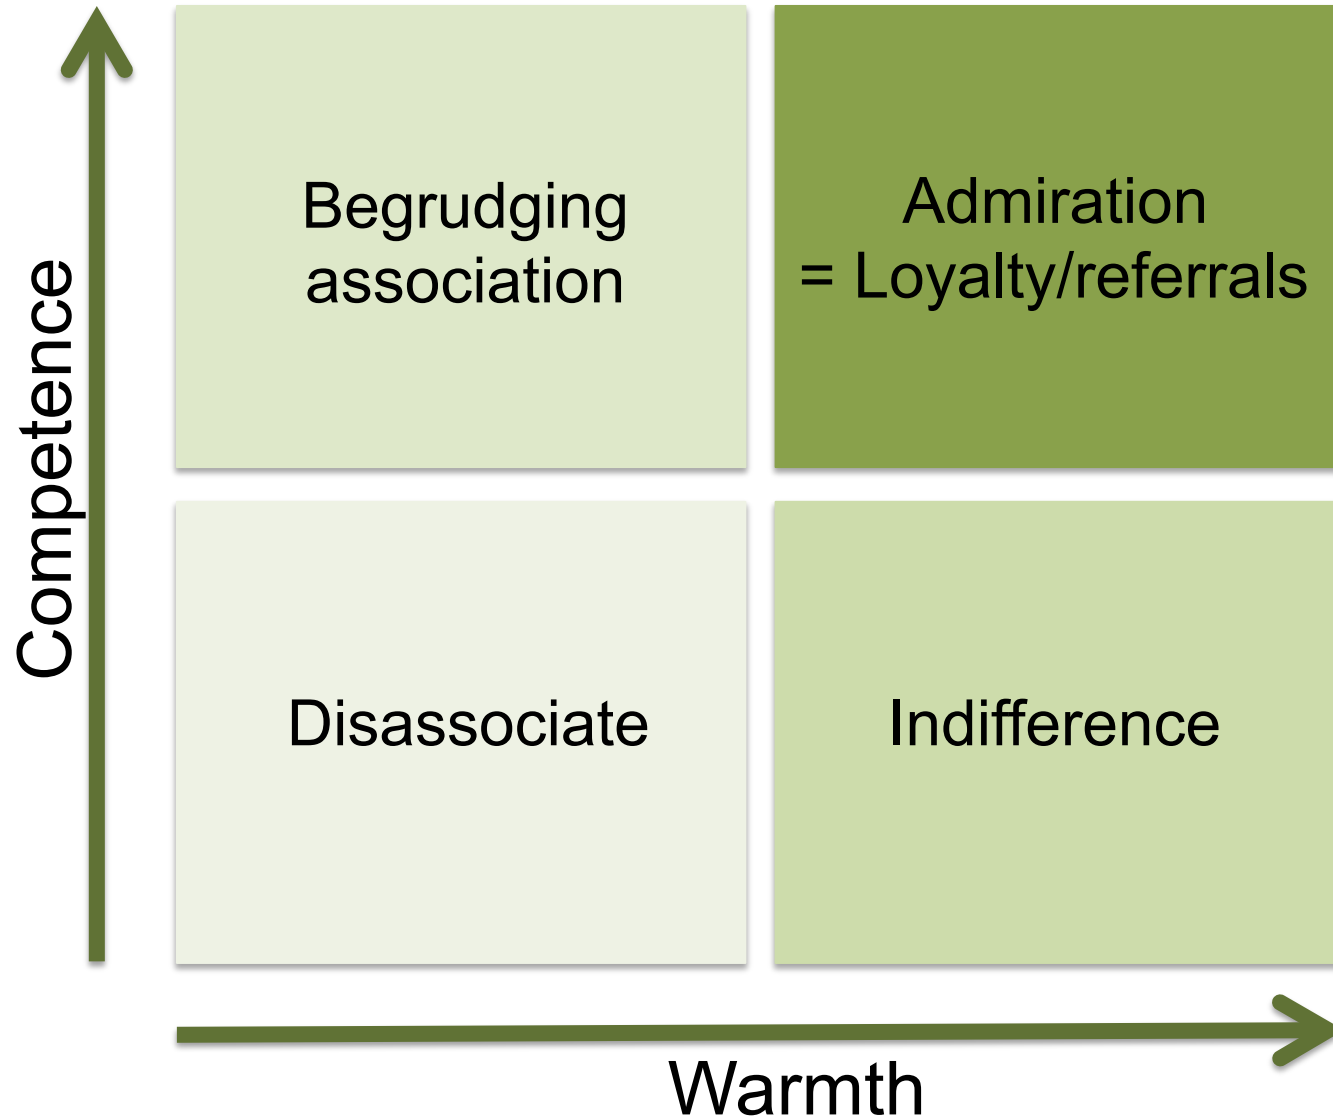 Competence
Begrudging
association
Admiration
= Loyalty/referrals
Disassociate
Indifference
Warmth